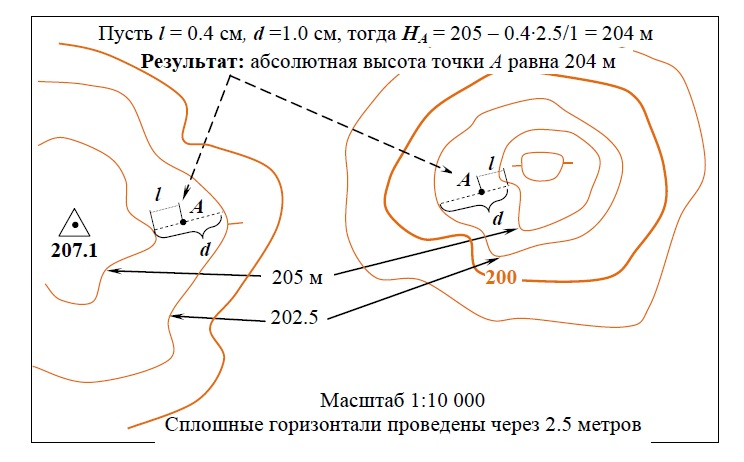 Пусть l = 0.4 см, d =1.0 см, тогда HA = 205 – 0.4·2.5/1 = 204 м
Результат: абсолютная высота точки A равна 204 м
l
A
d
207.1
l
A
d
205 м
200
202.5
Масштаб 1:10 000
Сплошные горизонтали проведены через 2.5 метров